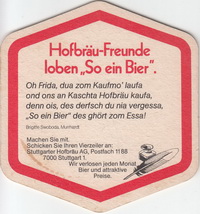 Hofbräu-Freunde
loben „So ein Bier".
Oh Frida, dua zom Kaufmo' laufa
ond ons an Kaschta Hofbräu kaufa,
denn ois, des derfsch du nia vergessa,
„So ein Bier" des ghört zom Essa!
Brigitte Swoboda, Murrhardt
Machen Sie mit.
Schicken Sie Ihren Vierzeiler an:
Stuttgarter Hofbräu AG, Postfach 1188
7000 Stuttgart 1.
Wir verlosen jeden Monat
Bier und attraktive
Preise.